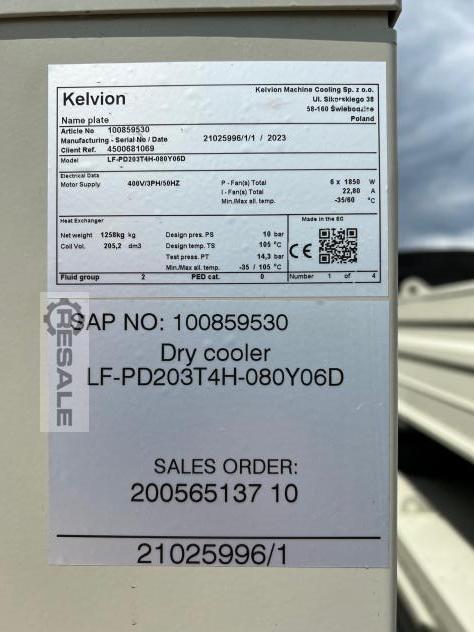 Kelvion
Kelvion Machine Cooling Sp. z o.o.
Ul. Sikorskiego 38
58-160 Świebodzice
Poland
Name plate
Article No 100859530
Manufacturing - Serial No / Date 21025996/1/1 / 2023
Client Ref. 4500681069
Model LF-PD203T4H-080Y06D
Electrical Data
Motor Supply 400V/3PH/50HZ P - Fan(s) Total 6 x 1850 W
I - Fan(s) Total 22,80 A
Min./Max all. temp. -35/60 °C
Heat Exchanger
Made in the EC
Net weight 1258kg kg Design pres. PS 10 bar
Coil Vol. 205,2 dm3 Design temp. TS 105 °C
Test press. PT 14,3 bar
Min./Max all. temp. -35 / 105 °C
CE
Fluid group 2 PED cat. 0 Number 1 of 4
SAP NO: 100859530
Dry cooler
LF-PD203T4H-080Y06D
SALES ORDER:
200565137 10
21025996/1
RESALE